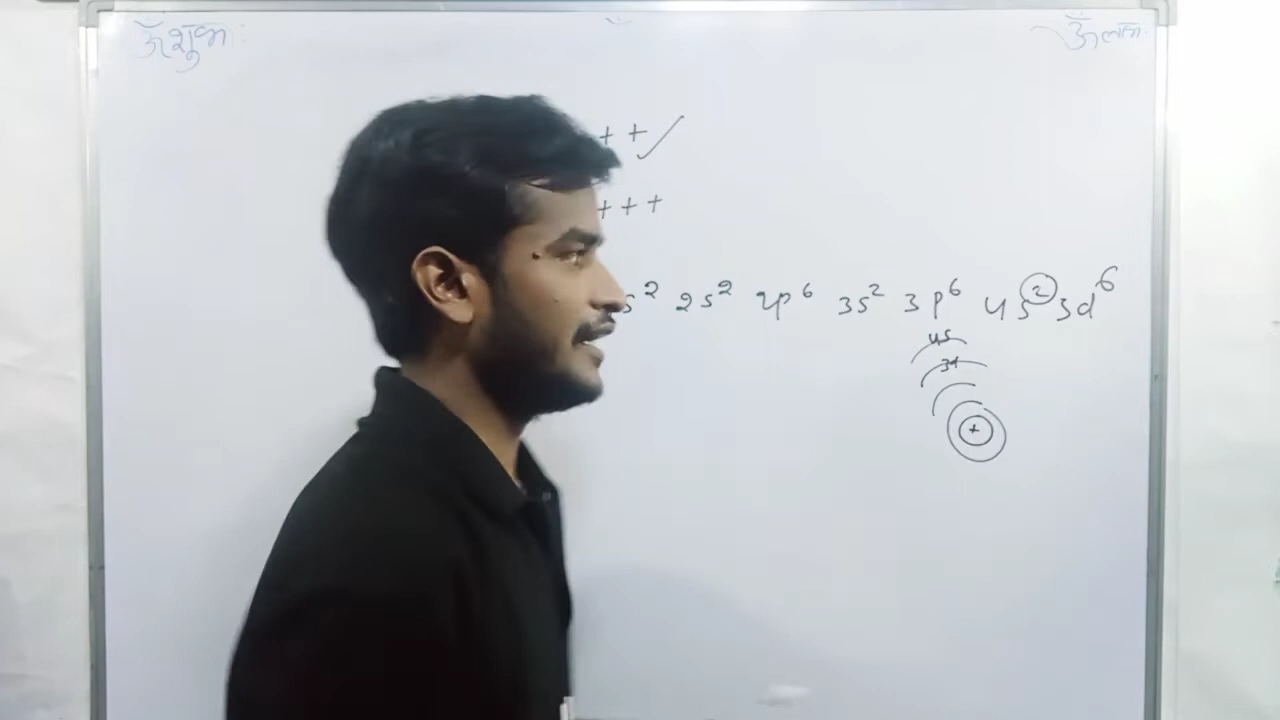 ॐ शुभ ॐ लाभ
+ + ✓
+ + +
s² 2s² 2p⁶ 3s² 3p⁶ 4s² 3d⁶
4s
3d
+